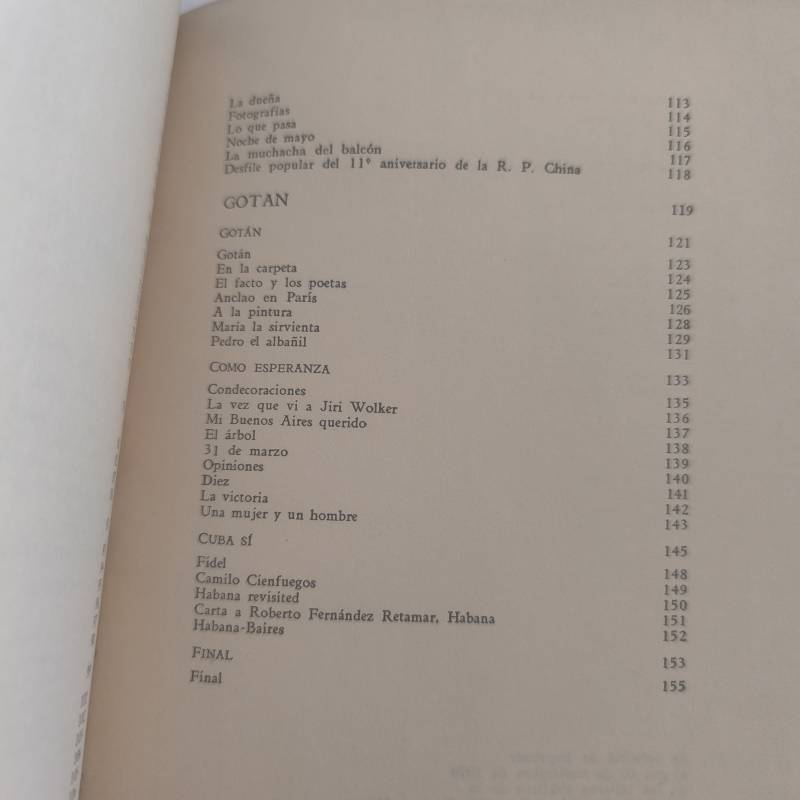 La dueña 113
Fotografías 114
Lo que pasa 115
Noche de mayo 116
La muchacha del balcón 117
Desfile popular del 11º aniversario de la R. P. China 118
GOTAN 119
GOTÁN 121
Gotán 123
En la carpeta 124
El facto y los poetas 125
Anclao en París 126
A la pintura 128
María la sirvienta 129
Pedro el albañil 131
COMO ESPERANZA 133
Condecoraciones 135
La vez que vi a Jiri Wolker 136
Mi Buenos Aires querido 137
El árbol 138
31 de marzo 139
Opiniones 140
Diez 141
La victoria 142
Una mujer y un hombre 143
CUBA SÍ 145
Fidel 148
Camilo Cienfuegos 149
Habana revisited 150
Carta a Roberto Fernández Retamar, Habana 151
Habana-Baires 152
FINAL 153
Final 155